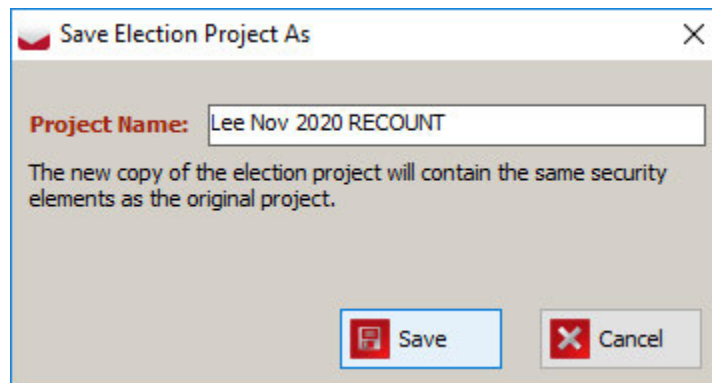 Save Election Project As
Project Name: Lee Nov 2020 RECOUNT
The new copy of the election project will contain the same security
elements as the original project.
Save Cancel